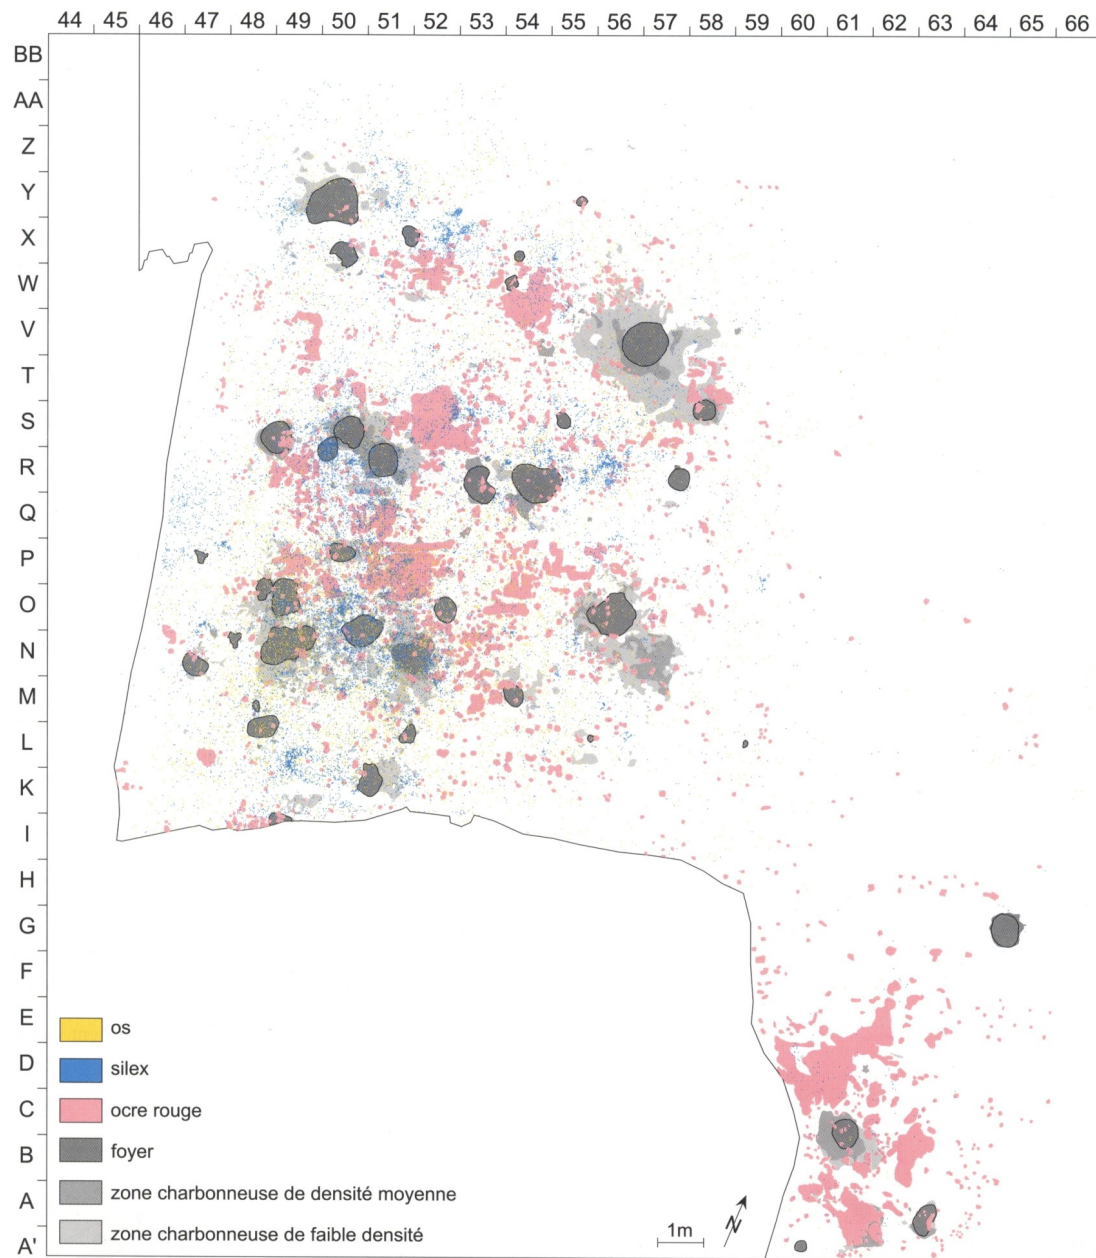 44 45 46 47 48 49 50 51 52 53 54 55 56 57 58 59 60 61 62 63 64 65 66
BB
AA
Z
Y
X
W
V
T
S
R
Q
P
O
N
M
L
K
I
H
G
F
E
D
C
B
A
A'
os
silex
ocre rouge
foyer
zone charbonneuse de densité moyenne
zone charbonneuse de faible densité
1m
N